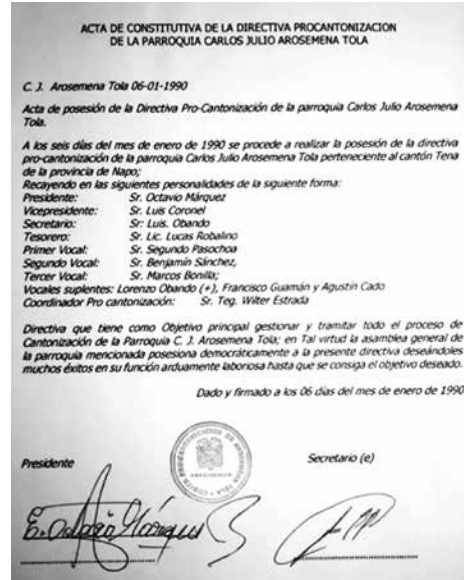 ACTA DE CONSTITUTIVA DE LA DIRECTIVA PROCANTONIZACION
DE LA PARROQUIA CARLOS JULIO AROSEMENA TOLA
C. J. Arosemena Tola 06-01-1990
Acta de posesión de la Directiva Pro-Cantonización de la parroquia Carlos Julio Arosemena
Tola.
A los seis días del mes de enero de 1990 se procede a realizar la posesión de la directiva
pro-cantonización de la parroquia Carlos Julio Arosemena Tola perteneciente al cantón Tena
de la provincia de Napo;
Recayendo en las siguientes personalidades de la siguiente forma:
Presidente: Sr. Octavio Márquez
Vicepresidente: Sr. Luis Coronel
Secretario: Sr: Luis. Obando
Tesorero: Sr. Lic. Lucas Robalino
Primer Vocal: Sr. Segundo Pasochoa
Segundo Vocal: Sr. Benjamín Sánchez,
Tercer Vocal: Sr. Marcos Bonilla;
Vocales suplentes: Lorenzo Obando (+), Francisco Guamán y Agustín Cado
Coordinador Pro cantonización: Sr. Teg. Wilter Estrada
Directiva que tiene como Objetivo principal gestionar y tramitar todo el proceso de
Cantonización de la Parroquia C. J. Arosemena Tola; en Tal virtud la asamblea general de
la parroquia mencionada posesiona democráticamente a la presente directiva deseándoles
muchos éxitos en su función arduamente laboriosa hasta que se consiga el objetivo deseado.
Dado y firmado a los 06 días del mes de enero de 1990
Presidente
Secretario (e)
E. Octavio Márquez